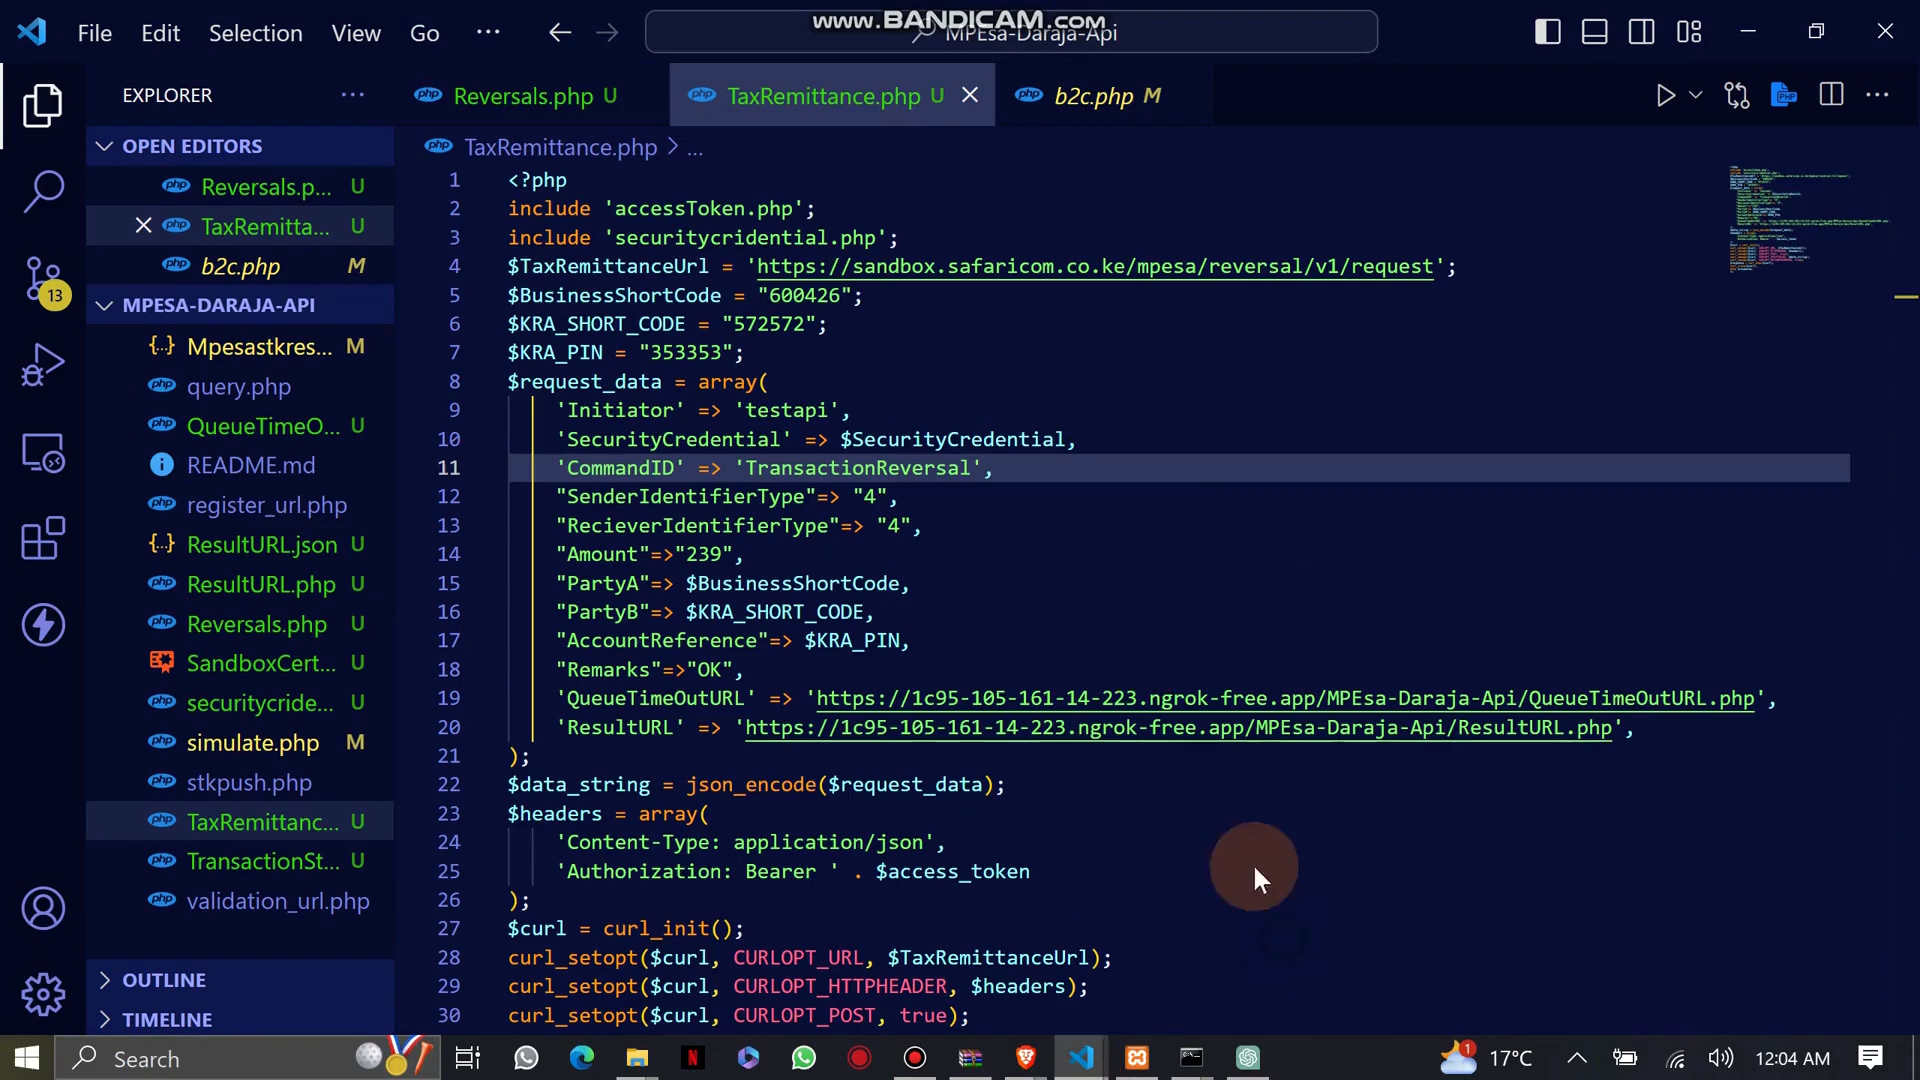 File Edit Selection View Go ... www.BANDICAM.com MPEsa-Daraja-Api
EXPLORER ... Reversals.php U TaxRemittance.php U b2c.php M
OPEN EDITORS
Reversals.p... U
TaxRemitta... U
b2c.php M
MPESA-DARAJA-API
Mpesastkres... M
query.php
QueueTimeO... U
README.md
register_url.php
ResultURL.json U
ResultURL.php U
Reversals.php U
SandboxCert... U
securitycride... U
simulate.php M
stkpush.php
TaxRemittanc... U
TransactionSt... U
validation_url.php
OUTLINE
TIMELINE
13
TaxRemittance.php > ...
1 <?php
2 include 'accessToken.php';
3 include 'securitycridential.php';
4 $TaxRemittanceUrl = 'https://sandbox.safaricom.co.ke/mpesa/reversal/v1/request';
5 $BusinessShortCode = "600426";
6 $KRA_SHORT_CODE = "572572";
7 $KRA_PIN = "353353";
8 $request_data = array(
9 'Initiator' => 'testapi',
10 'SecurityCredential' => $SecurityCredential,
11 'CommandID' => 'TransactionReversal',
12 "SenderIdentifierType"=> "4",
13 "RecieverIdentifierType"=> "4",
14 "Amount"=>"239",
15 "PartyA"=> $BusinessShortCode,
16 "PartyB"=> $KRA_SHORT_CODE,
17 "AccountReference"=> $KRA_PIN,
18 "Remarks"=>"OK",
19 'QueueTimeOutURL' => 'https://1c95-105-161-14-223.ngrok-free.app/MPEsa-Daraja-Api/QueueTimeOutURL.php',
20 'ResultURL' => 'https://1c95-105-161-14-223.ngrok-free.app/MPEsa-Daraja-Api/ResultURL.php',
21 );
22 $data_string = json_encode($request_data);
23 $headers = array(
24 'Content-Type: application/json',
25 'Authorization: Bearer ' . $access_token
26 );
27 $curl = curl_init();
28 curl_setopt($curl, CURLOPT_URL, $TaxRemittanceUrl);
29 curl_setopt($curl, CURLOPT_HTTPHEADER, $headers);
30 curl_setopt($curl, CURLOPT_POST, true);
Search 1 17°C 12:04 AM